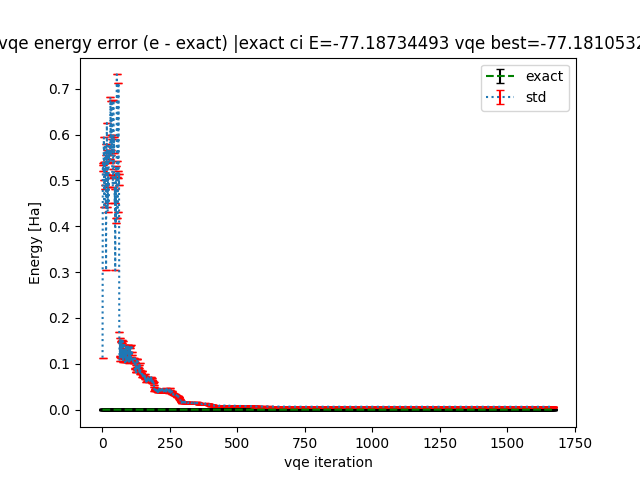 vqe energy error (e - exact) |exact ci E=-77.18734493 vqe best=-77.1810532
exact
std
Energy [Ha]
0.7
0.6
0.5
0.4
0.3
0.2
0.1
0.0
0 250 500 750 1000 1250 1500 1750
vqe iteration